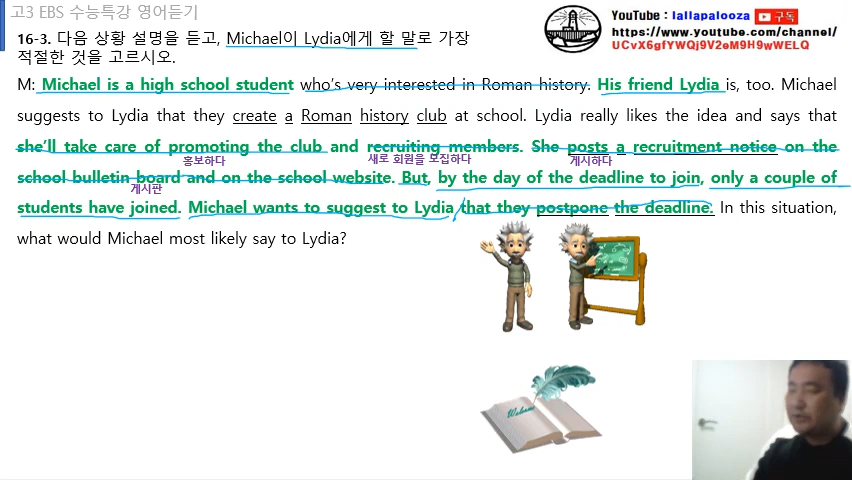 고3 EBS 수능특강 영어듣기
YouTube : lallapalooza 구독
https://www.youtube.com/channel/
UCvX6gfYWQj9V2eM9H9wWELQ
16-3. 다음 상황 설명을 듣고, Michael이 Lydia에게 할 말로 가장
적절한 것을 고르시오.
M: Michael is a high school student who's very interested in Roman history. His friend Lydia is, too. Michael
suggests to Lydia that they create a Roman history club at school. Lydia really likes the idea and says that
she'll take care of promoting the club and recruiting members. She posts a recruitment notice on the
홍보하다 새로 회원을 모집하다 게시하다
school bulletin board and on the school website. But, by the day of the deadline to join, only a couple of
게시판
students have joined. Michael wants to suggest to Lydia that they postpone the deadline. In this situation,
what would Michael most likely say to Lydia?
Welcome